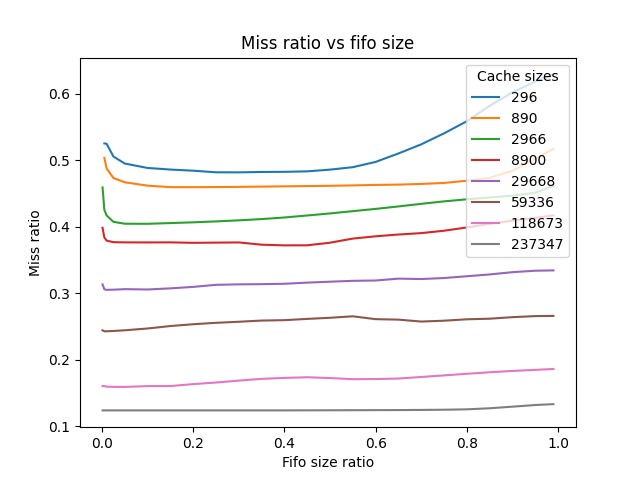 Miss ratio vs fifo size
Cache sizes
296
890
2966
8900
29668
59336
118673
237347
Miss ratio
0.6
0.5
0.4
0.3
0.2
0.1
0.0 0.2 0.4 0.6 0.8 1.0
Fifo size ratio